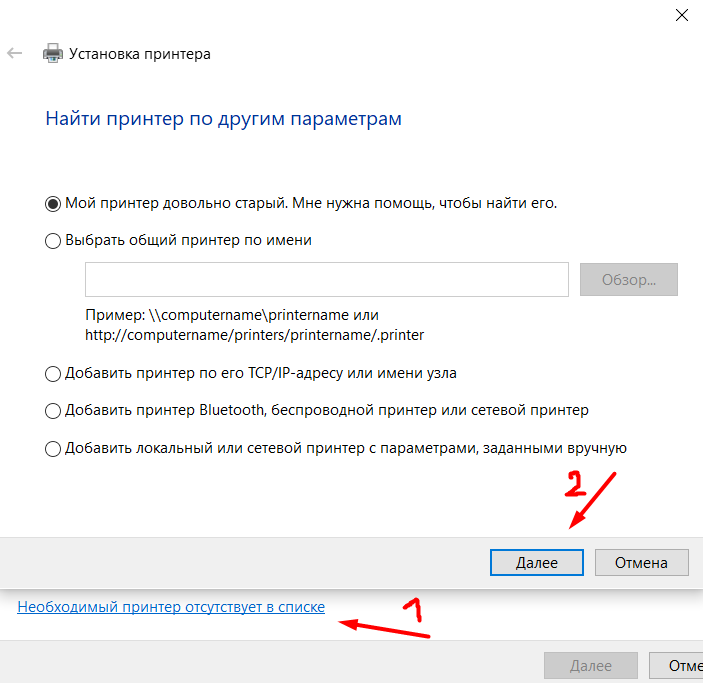 Установка принтера
Найти принтер по другим параметрам
Мой принтер довольно старый. Мне нужна помощь, чтобы найти его.
Выбрать общий принтер по имени
Обзор...
Пример: \\computername\printername или
http://computername/printers/printername/.printer
Добавить принтер по его TCP/IP-адресу или имени узла
Добавить принтер Bluetooth, беспроводной принтер или сетевой принтер
Добавить локальный или сетевой принтер с параметрами, заданными вручную
2
Далее Отмена
Необходимый принтер отсутствует в списке
1
Далее Отме